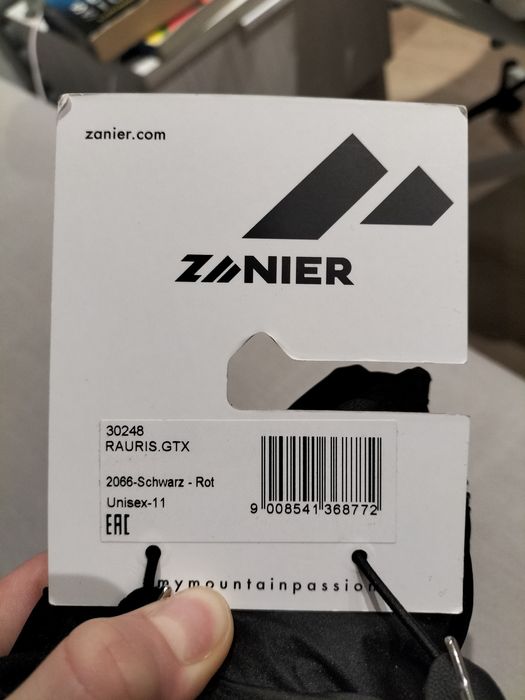 zanier.com
ZANIER
30248
RAURIS.GTX
2066-Schwarz - Rot
Unisex-11
EAC
9 008541 368772
mymountainpassion